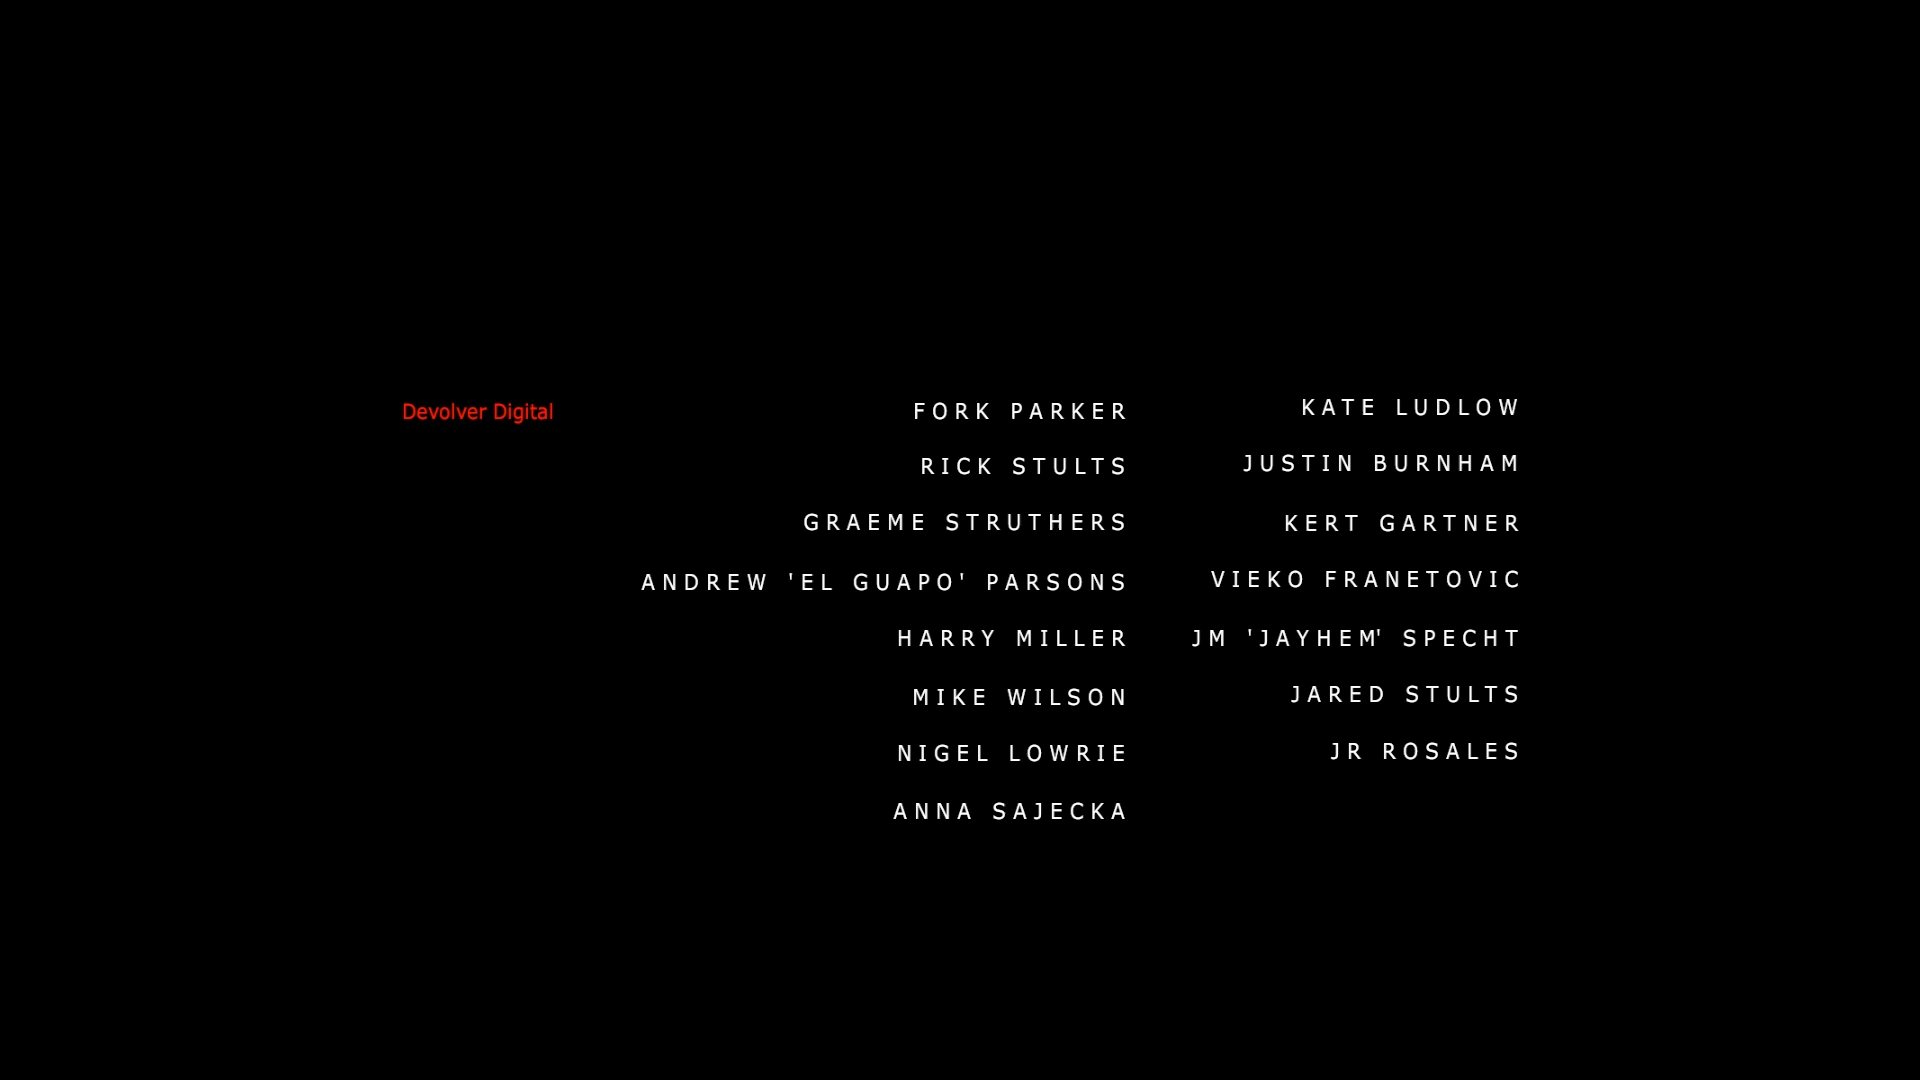 Devolver Digital
FORK PARKER
RICK STULTS
GRAEME STRUTHERS
ANDREW 'EL GUAPO' PARSONS
HARRY MILLER
MIKE WILSON
NIGEL LOWRIE
ANNA SAJECKA
KATE LUDLOW
JUSTIN BURNHAM
KERT GARTNER
VIEKO FRANETOVIC
JM 'JAYHEM' SPECHT
JARED STULTS
JR ROSALES